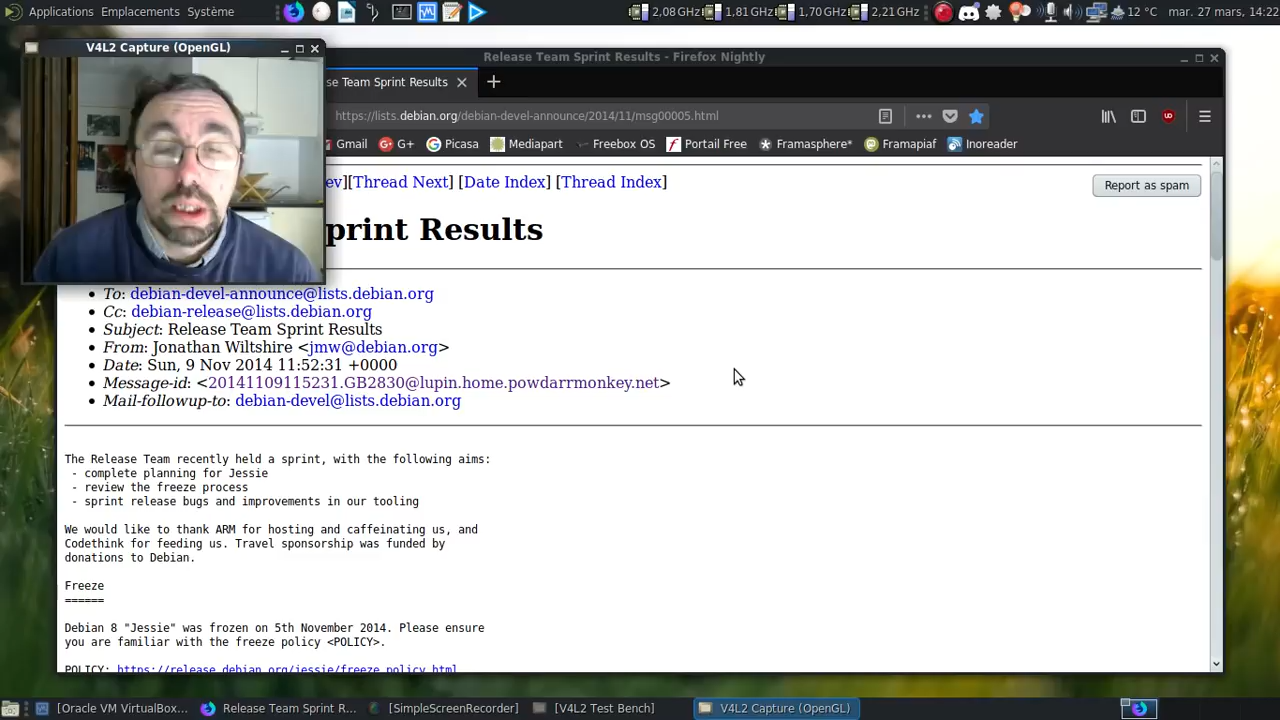 Applications Emplacements Système
2,08 GHz 1,81 GHz 1,70 GHz 2,21 GHz 12 °C mar. 27 mars, 14:22
V4L2 Capture (OpenGL)
Release Team Sprint Results - Firefox Nightly
se Team Sprint Results
https://lists.debian.org/debian-devel-announce/2014/11/msg00005.html
Gmail G+ Picasa Mediapart Freebox OS Portail Free Framasphere* Framapiaf Inoreader
ev][Thread Next] [Date Index] [Thread Index]
Report as spam
print Results
To: debian-devel-announce@lists.debian.org
Cc: debian-release@lists.debian.org
Subject: Release Team Sprint Results
From: Jonathan Wiltshire <jmw@debian.org>
Date: Sun, 9 Nov 2014 11:52:31 +0000
Message-id: <20141109115231.GB2830@lupin.home.powdarrmonkey.net>
Mail-followup-to: debian-devel@lists.debian.org
The Release Team recently held a sprint, with the following aims:
- complete planning for Jessie
- review the freeze process
- sprint release bugs and improvements in our tooling
We would like to thank ARM for hosting and caffeinating us, and
Codethink for feeding us. Travel sponsorship was funded by
donations to Debian.
Freeze
======
Debian 8 "Jessie" was frozen on 5th November 2014. Please ensure
you are familiar with the freeze policy <POLICY>.
POLICY: https://release.debian.org/jessie/freeze_policy.html
[Oracle VM VirtualBox... Release Team Sprint R... [SimpleScreenRecorder] [V4L2 Test Bench] V4L2 Capture (OpenGL)